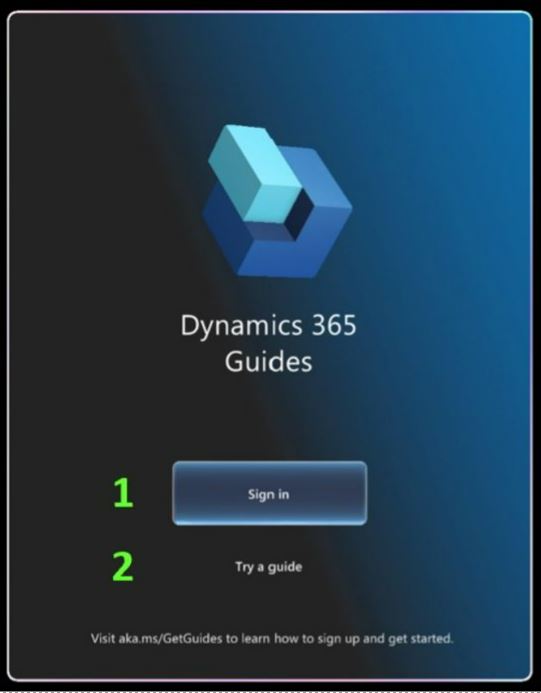 Dynamics 365
Guides
1
Sign in
2
Try a guide
Visit aka.ms/GetGuides to learn how to sign up and get started.